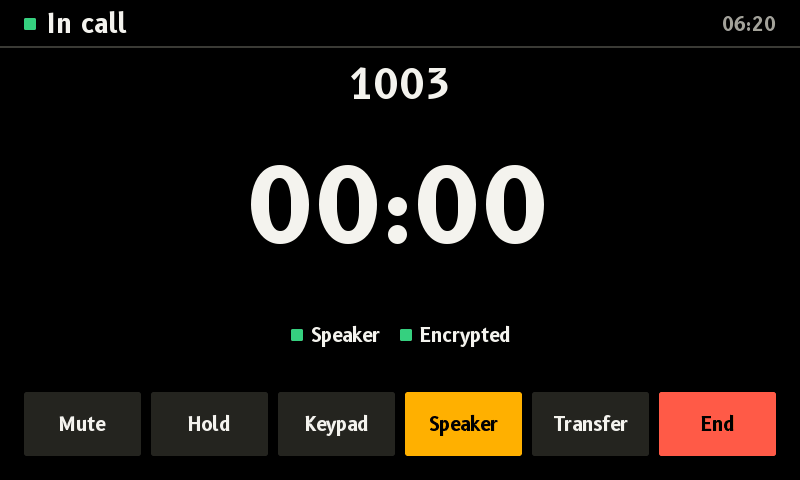 In call 06:20
1003
00:00
Speaker Encrypted
Mute Hold Keypad Speaker Transfer End